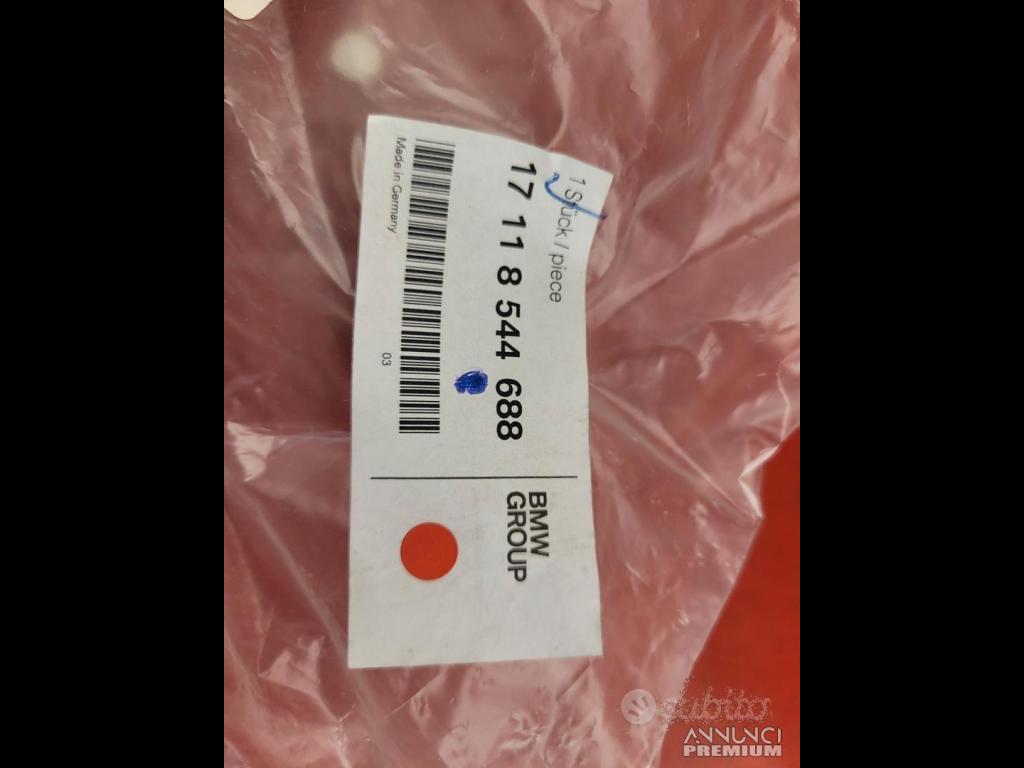 1 Stück / piece
17 11 8 544 688
03
Made in Germany
BMW
GROUP
subito
ANNUNCI
PREMIUM